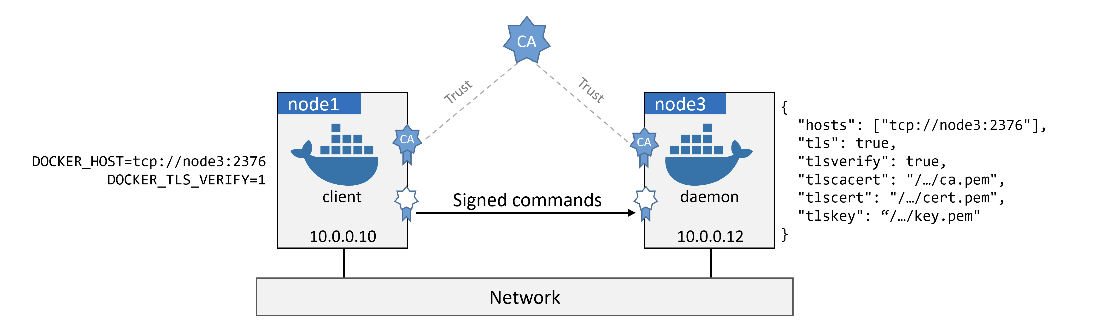 CA
Trust
Trust
node1
CA
DOCKER_HOST=tcp://node3:2376
DOCKER_TLS_VERIFY=1
client
10.0.0.10
Signed commands
node3
CA
daemon
10.0.0.12
{
"hosts": ["tcp://node3:2376"],
"tls": true,
"tlsverify": true,
"tlscacert": "/…/ca.pem",
"tlscert": "/…/cert.pem",
"tlskey": “/…/key.pem"
}
Network